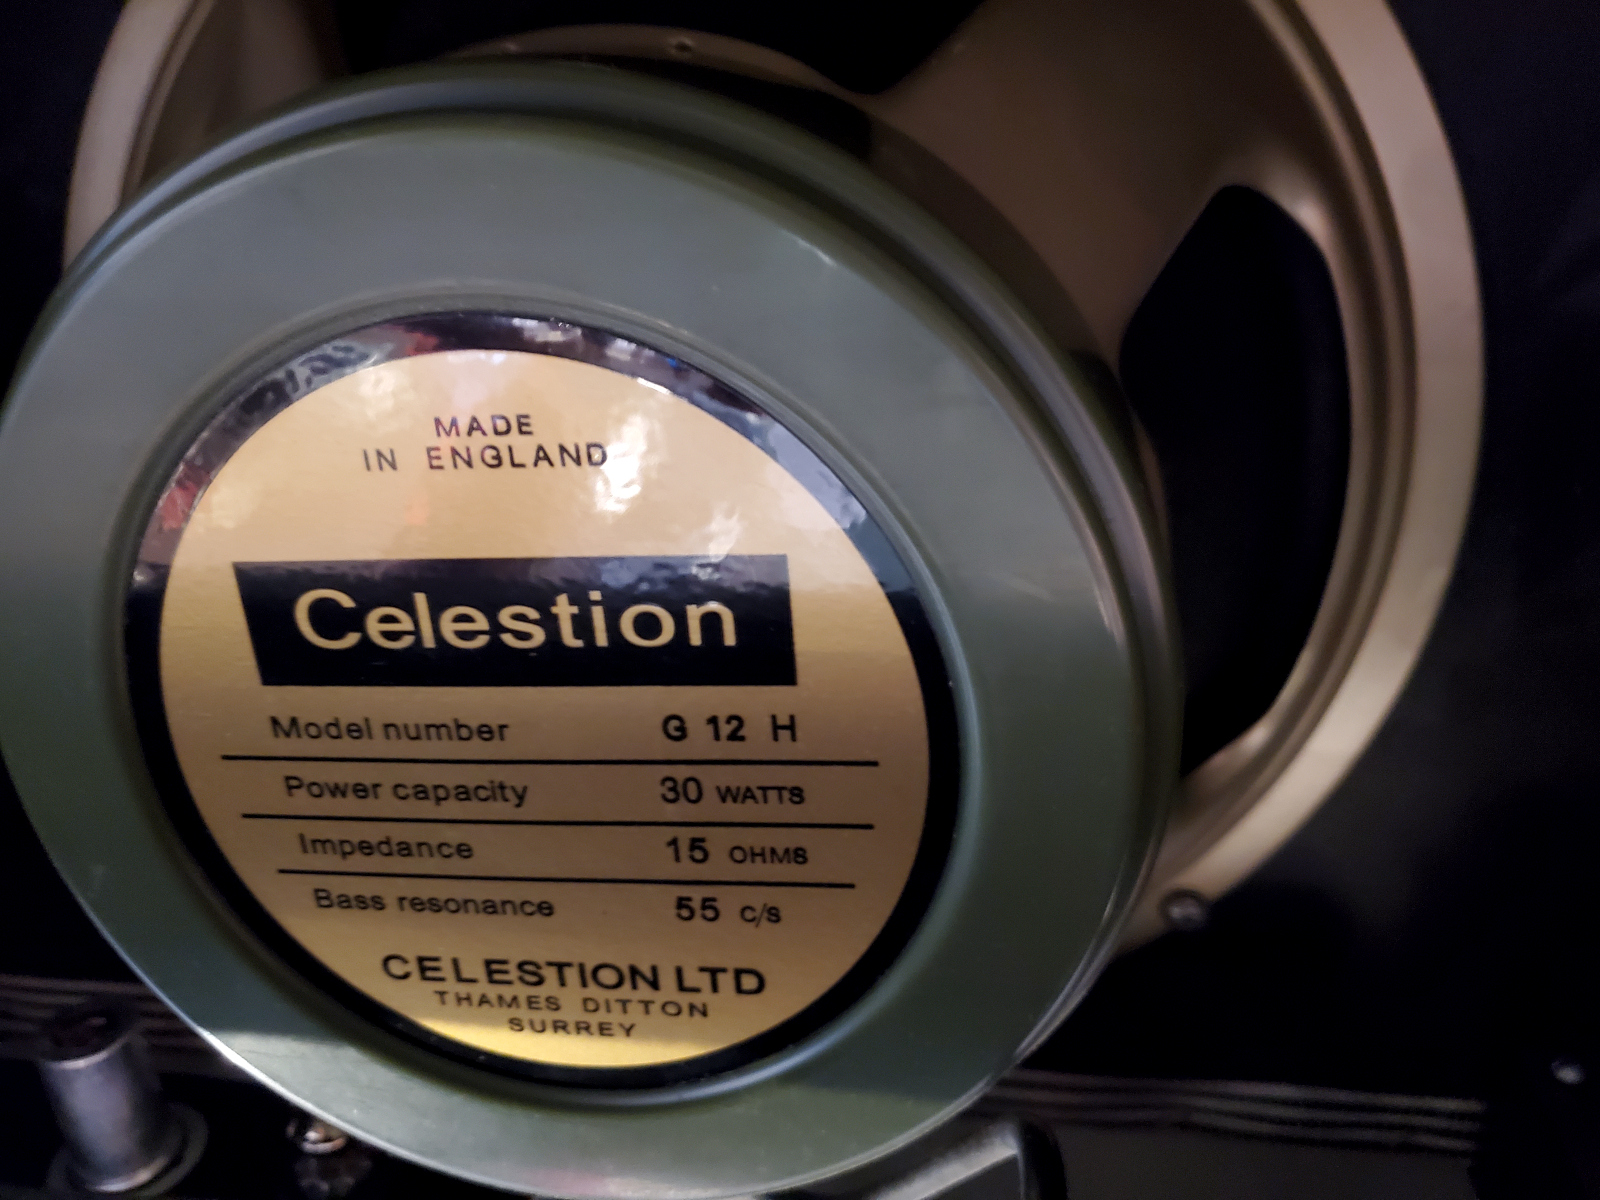 MADE
IN ENGLAND
Celestion
Model number G 12 H
Power capacity 30 WATTS
Impedance 15 OHMS
Bass resonance 55 c/s
CELESTION LTD
THAMES DITTON
SURREY